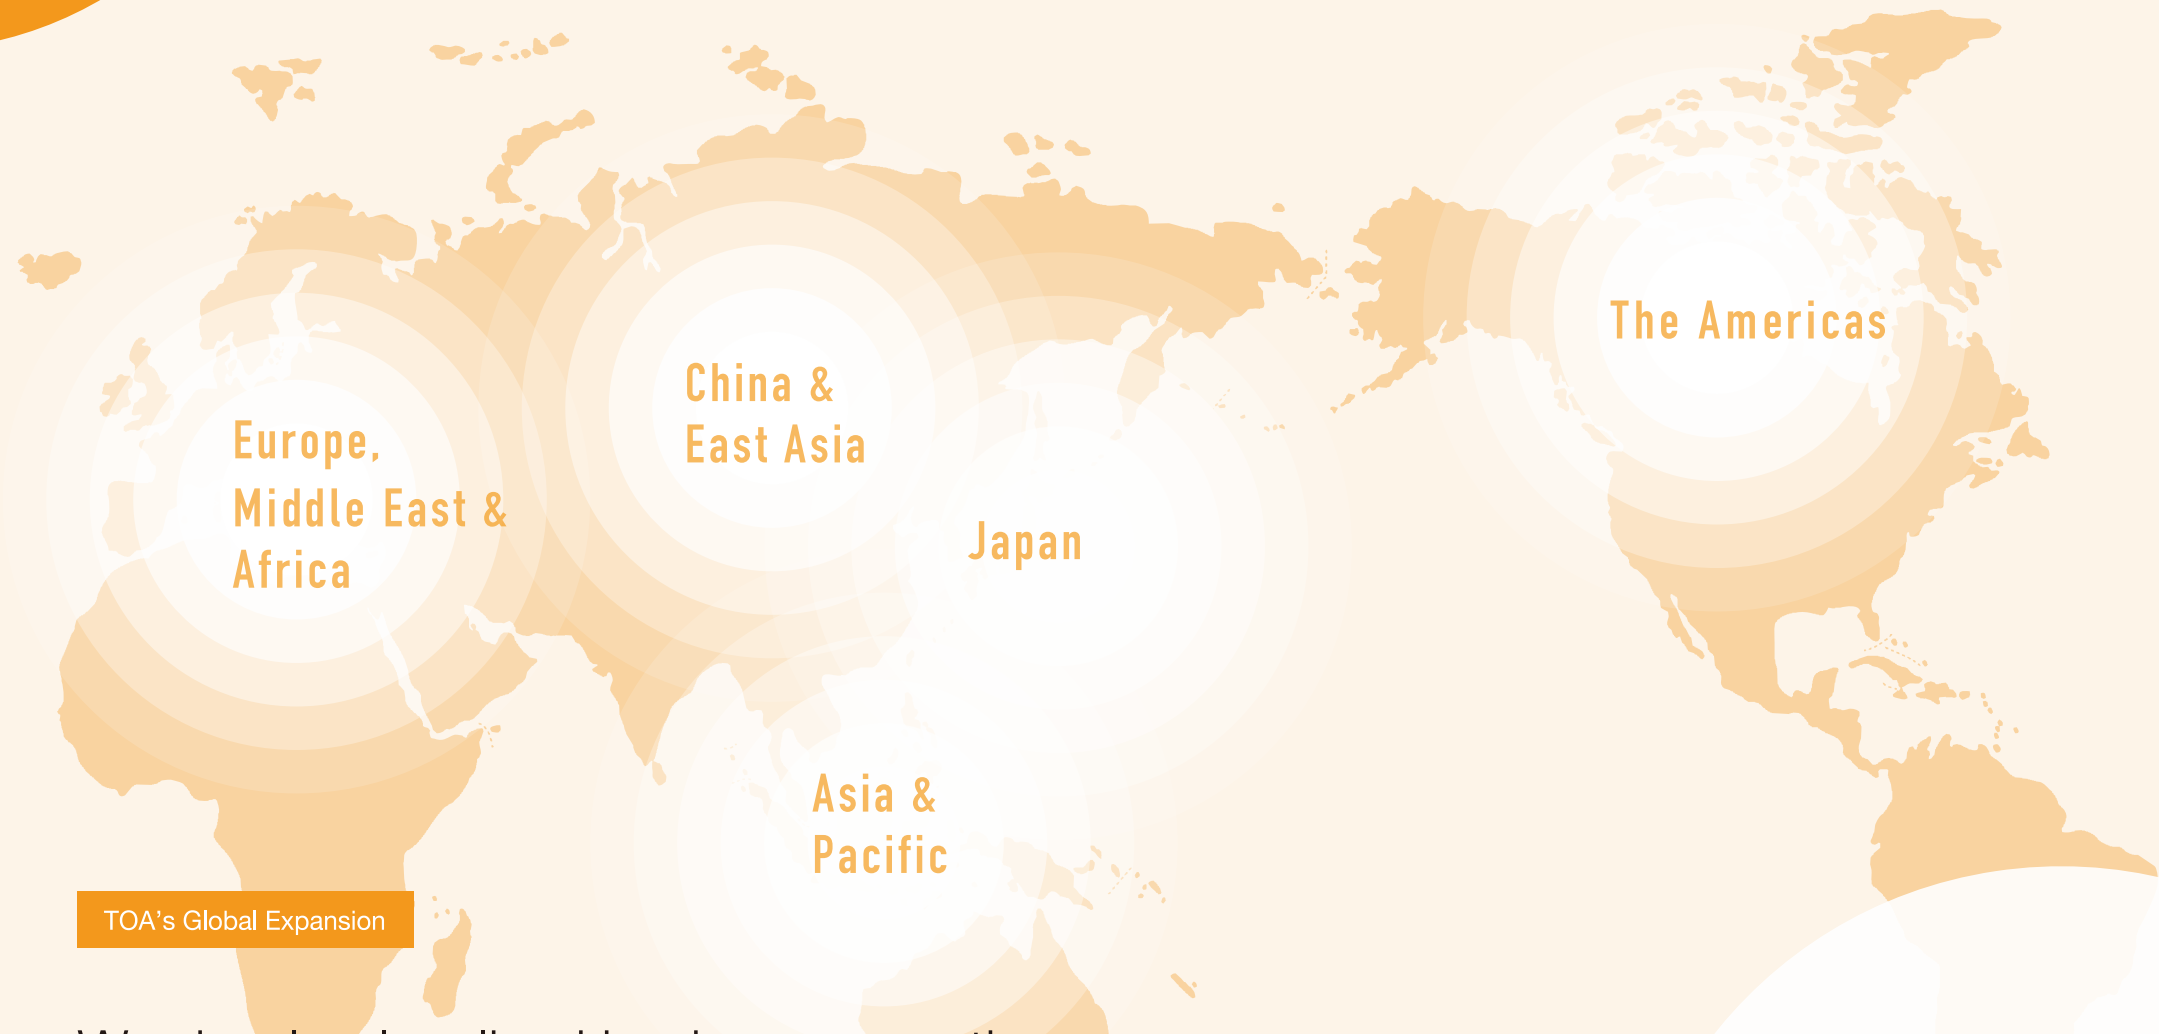 The Americas
China &
East Asia
Europe,
Middle East &
Africa
Japan
Asia &
Pacific
TOA's Global Expansion